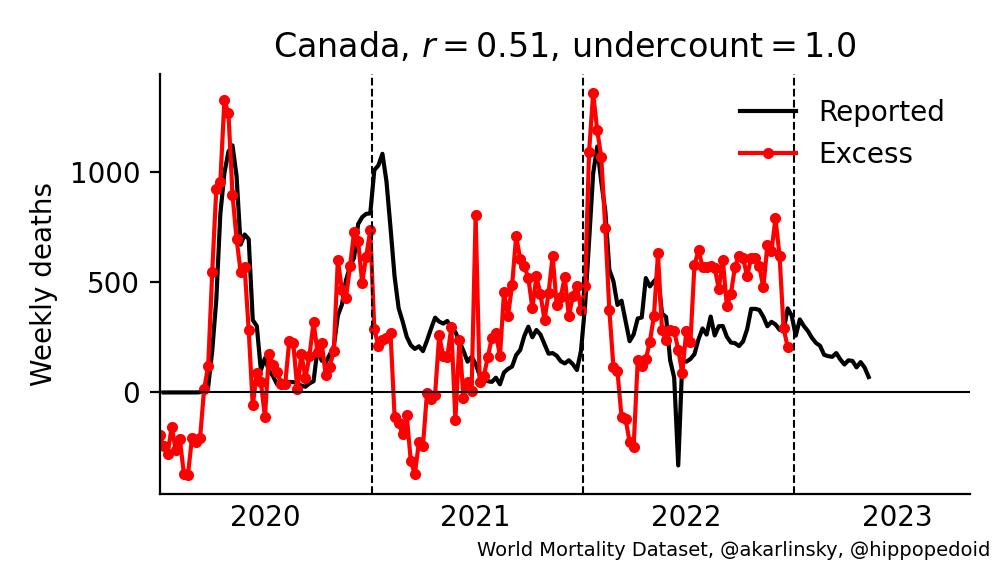 Canada, r = 0.51, undercount = 1.0
Reported
Excess
Weekly deaths
1000
500
0
2020 2021 2022 2023
World Mortality Dataset, @akarlinsky, @hippopedoid